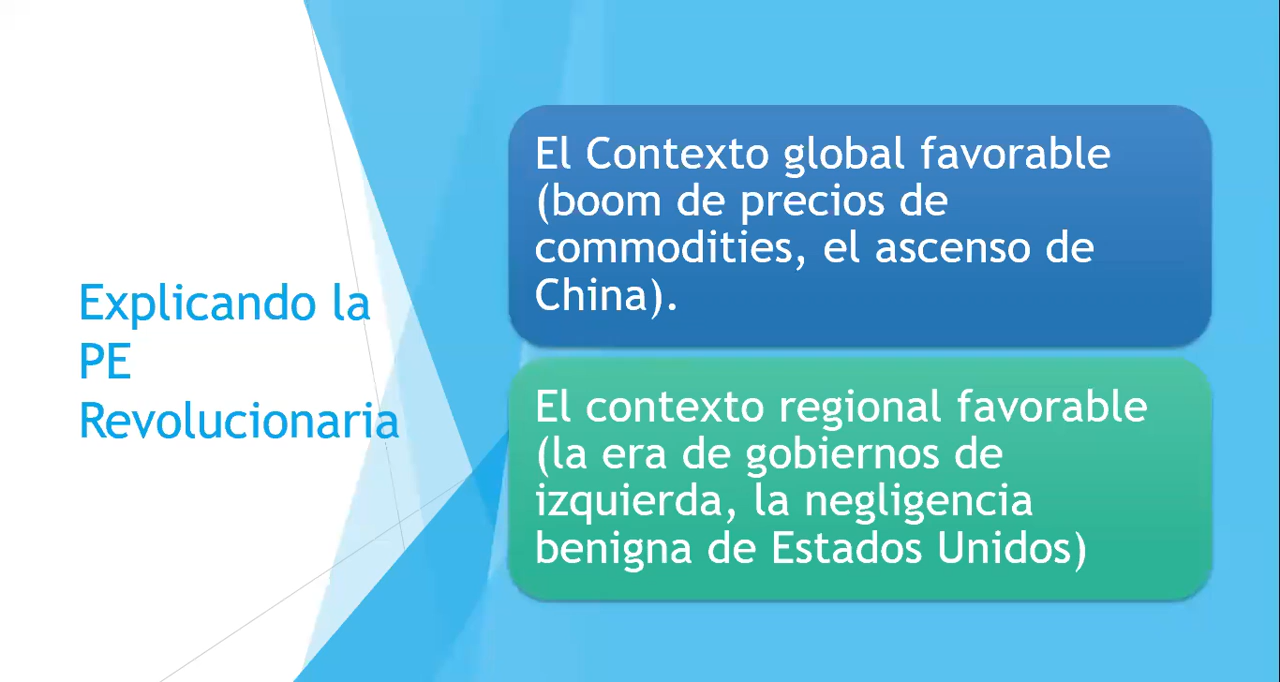 Explicando la
PE
Revolucionaria
El Contexto global favorable
(boom de precios de
commodities, el ascenso de
China).
El contexto regional favorable
(la era de gobiernos de
izquierda, la negligencia
benigna de Estados Unidos)